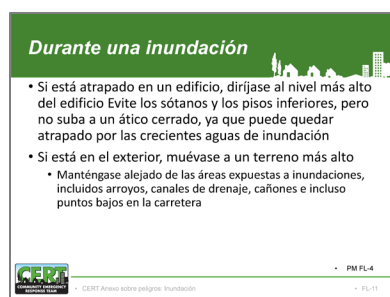 Durante una inundación
• Si está atrapado en un edificio, diríjase al nivel más alto
del edificio Evite los sótanos y los pisos inferiores, pero
no suba a un ático cerrado, ya que puede quedar
atrapado por las crecientes aguas de inundación
• Si está en el exterior, muévase a un terreno más alto
• Manténgase alejado de las áreas expuestas a inundaciones,
incluidos arroyos, canales de drenaje, cañones e incluso
puntos bajos en la carretera
• PM FL-4
CERT
COMMUNITY EMERGENCY
RESPONSE TEAM
• CERT Anexo sobre peligros: Inundación
• FL-11